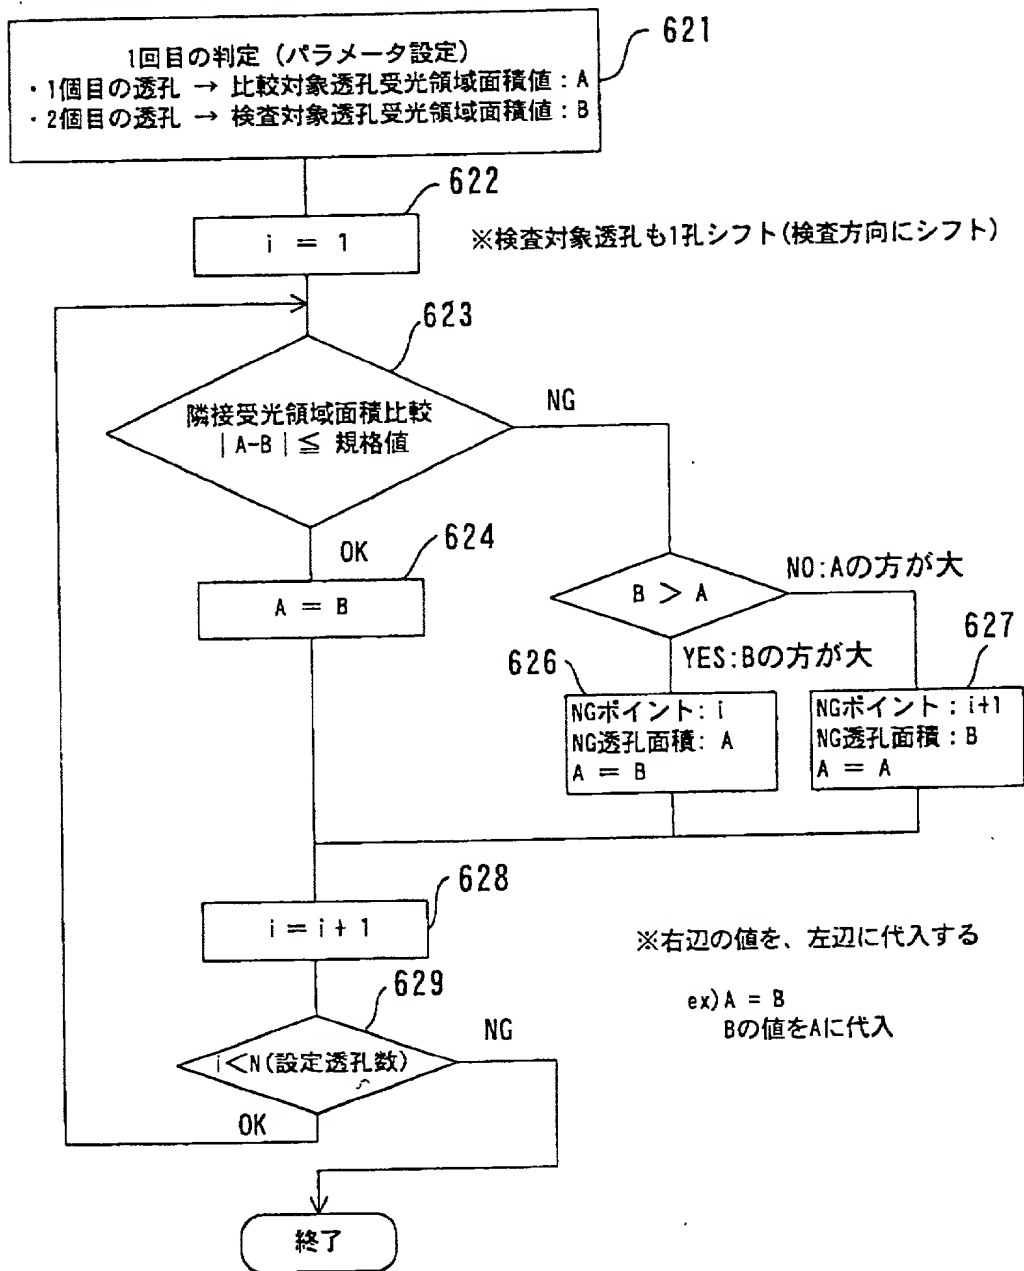 621
1回目の判定（パラメータ設定）
・1個目の透孔 → 比較対象透孔受光領域面積値：A
・2個目の透孔 → 検査対象透孔受光領域面積値：B
622
i = 1
※検査対象透孔も1孔シフト(検査方向にシフト)
623
隣接受光領域面積比較
|A-B|≦ 規格値
NG
OK
624
A = B
B > A
NO:Aの方が大
YES:Bの方が大
626
NGポイント: i
NG透孔面積: A
A = B
627
NGポイント: i+1
NG透孔面積: B
A = A
628
i = i + 1
※右辺の値を、左辺に代入する
ex)A = B
Bの値をAに代入
629
i<N(設定透孔数)
NG
OK
終了